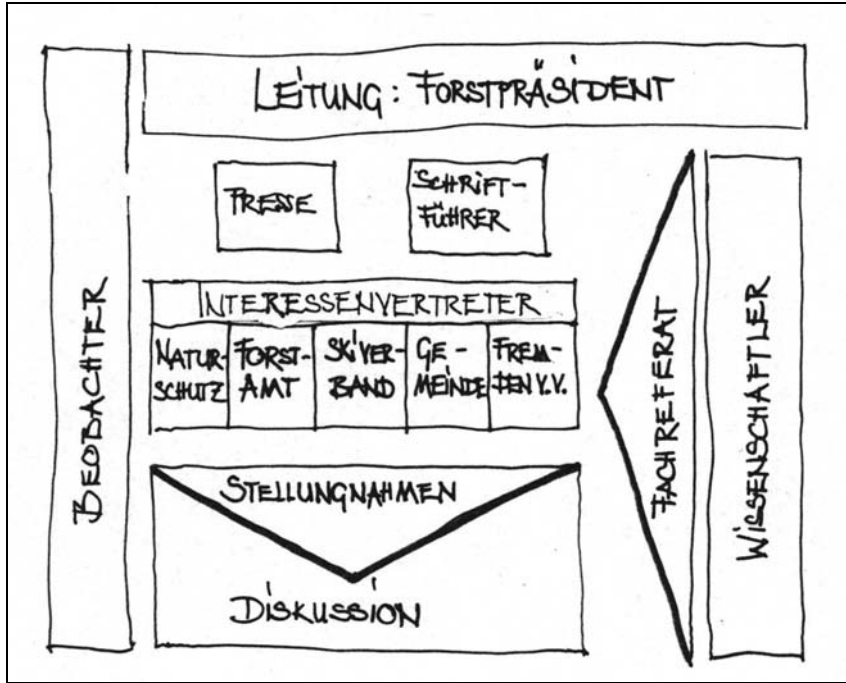 LEITUNG: FORSTPRÄSIDENT
PRESSE
SCHRIFT-
FÜHRER
BEOBACHTER
INTERESSENVERTRETER
NATUR-
SCHUTZ
FORST-
AMT
SKIVER-
BAND
GE-
MEINDE
FREM-
DENV.V.
STELLUNGNAHMEN
DISKUSSION
FACHREFERAT
WISSENSCHAFTLER